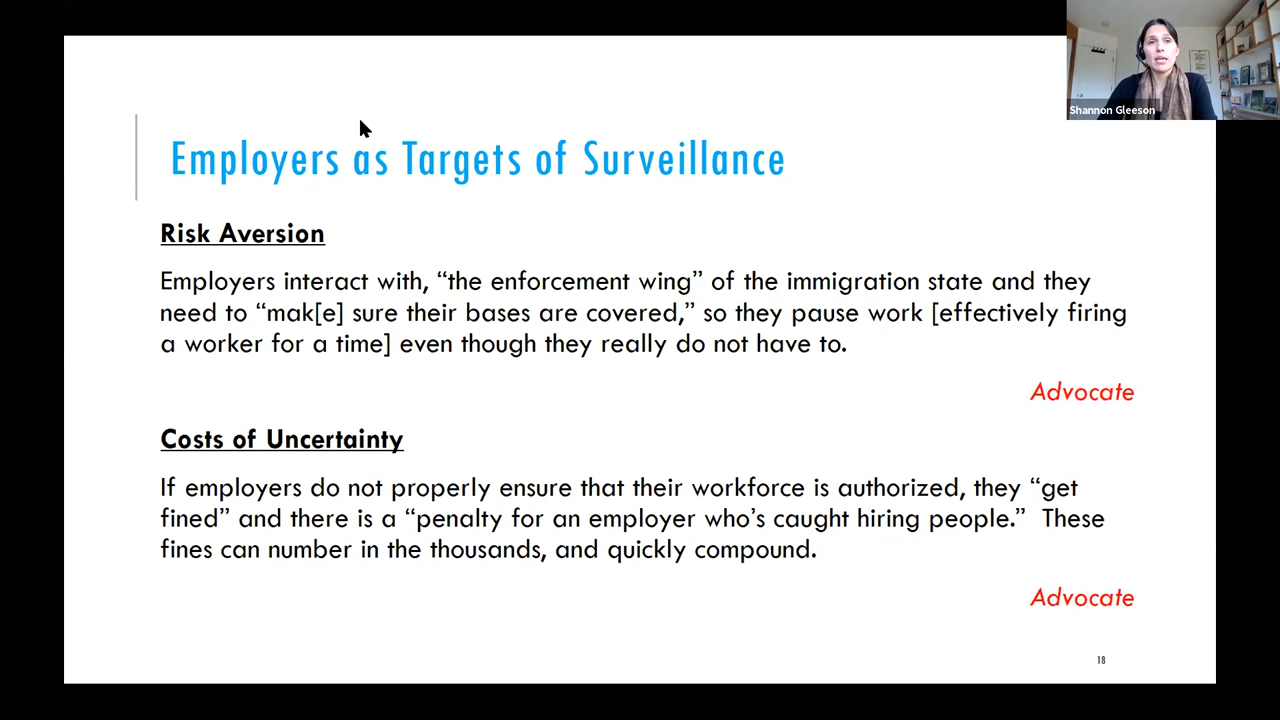 Shannon Gleeson
Employers as Targets of Surveillance
Risk Aversion
Employers interact with, “the enforcement wing” of the immigration state and they
need to “mak[e] sure their bases are covered,” so they pause work [effectively firing
a worker for a time] even though they really do not have to.
Advocate
Costs of Uncertainty
If employers do not properly ensure that their workforce is authorized, they “get
fined” and there is a “penalty for an employer who’s caught hiring people.”  These
fines can number in the thousands, and quickly compound.
Advocate
18